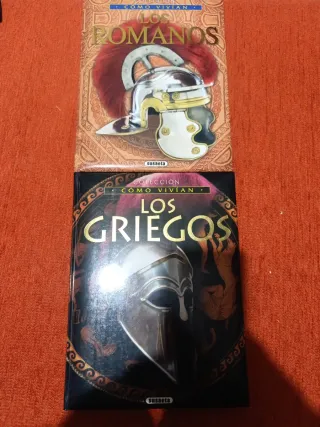 CÓMO VIVÍAN
LOS
ROMANOS
SUSAETA
COLECCIÓN
CÓMO VIVÍAN
LOS
GRIEGOS
SUSAETA